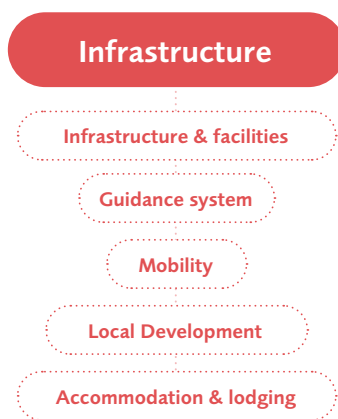 Infrastructure
Infrastructure & facilities
Guidance system
Mobility
Local Development
Accommodation & lodging